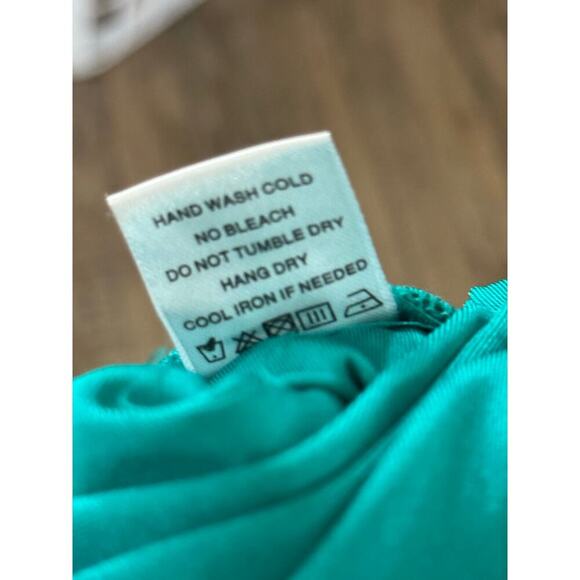 HAND WASH COLD
NO BLEACH
DO NOT TUMBLE DRY
HANG DRY
COOL IRON IF NEEDED